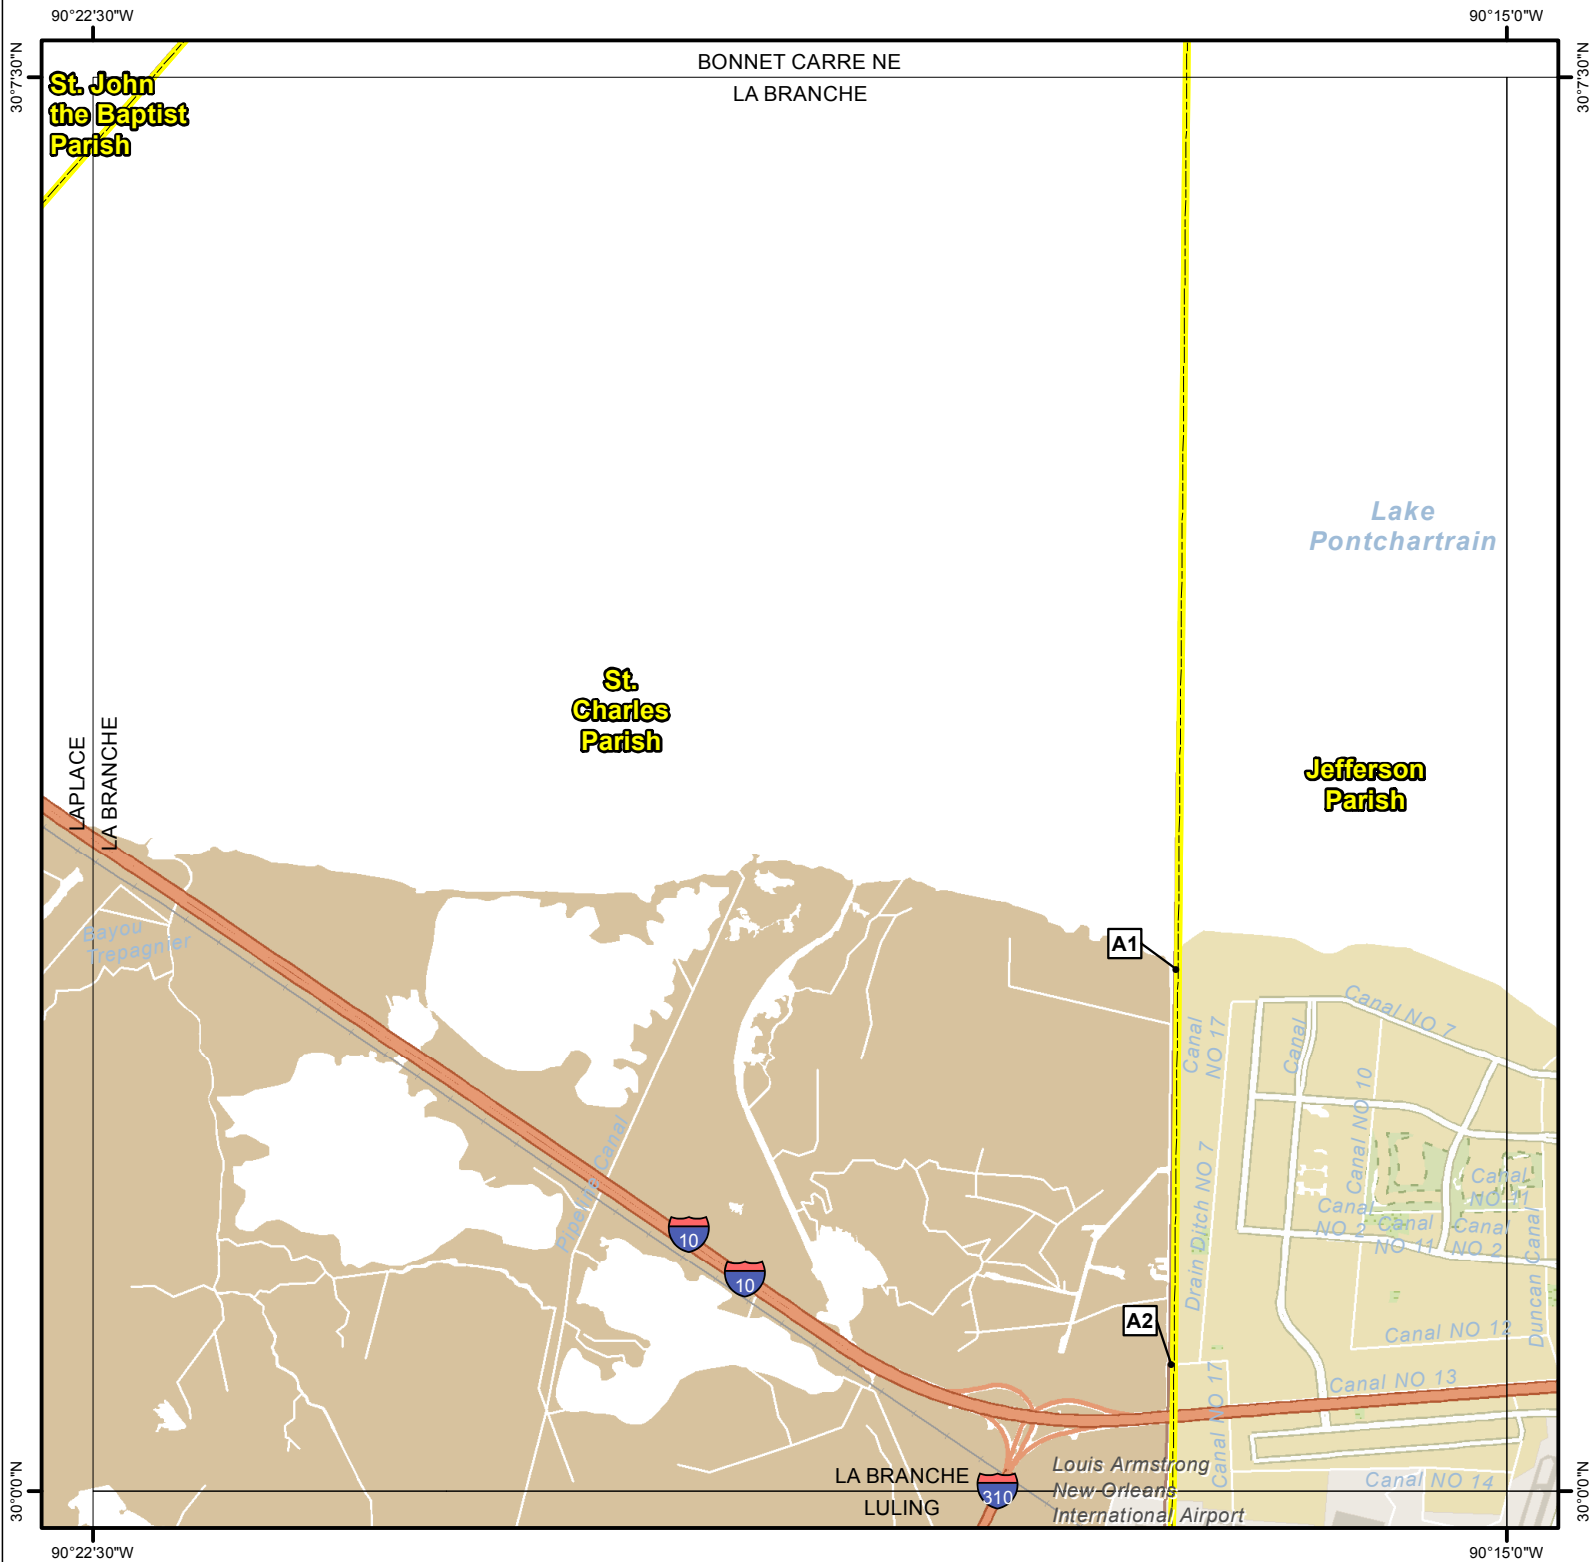 90°22'30"W
90°15'0"W
30°7'30"N
30°7'30"N
BONNET CARRE NE
LA BRANCHE
St. John
the Baptist
Parish
Lake
Pontchartrain
St.
Charles
Parish
Jefferson
Parish
LAPLACE
LA BRANCHE
Bayou
Trepagnier
A1
Canal NO 7
Canal
NO 17
Canal
Canal NO 10
Pipeline Canal
Drain Ditch NO 7
Canal
NO 11
Canal
NO 2
Canal
NO 11
Canal
NO 2
Duncan Canal
10
10
A2
Canal NO 12
Canal NO 13
Canal NO 17
LA BRANCHE
LULING
310
Louis Armstrong
New Orleans
International Airport
Canal NO 14
30°0'0"N
30°0'0"N
90°22'30"W
90°15'0"W